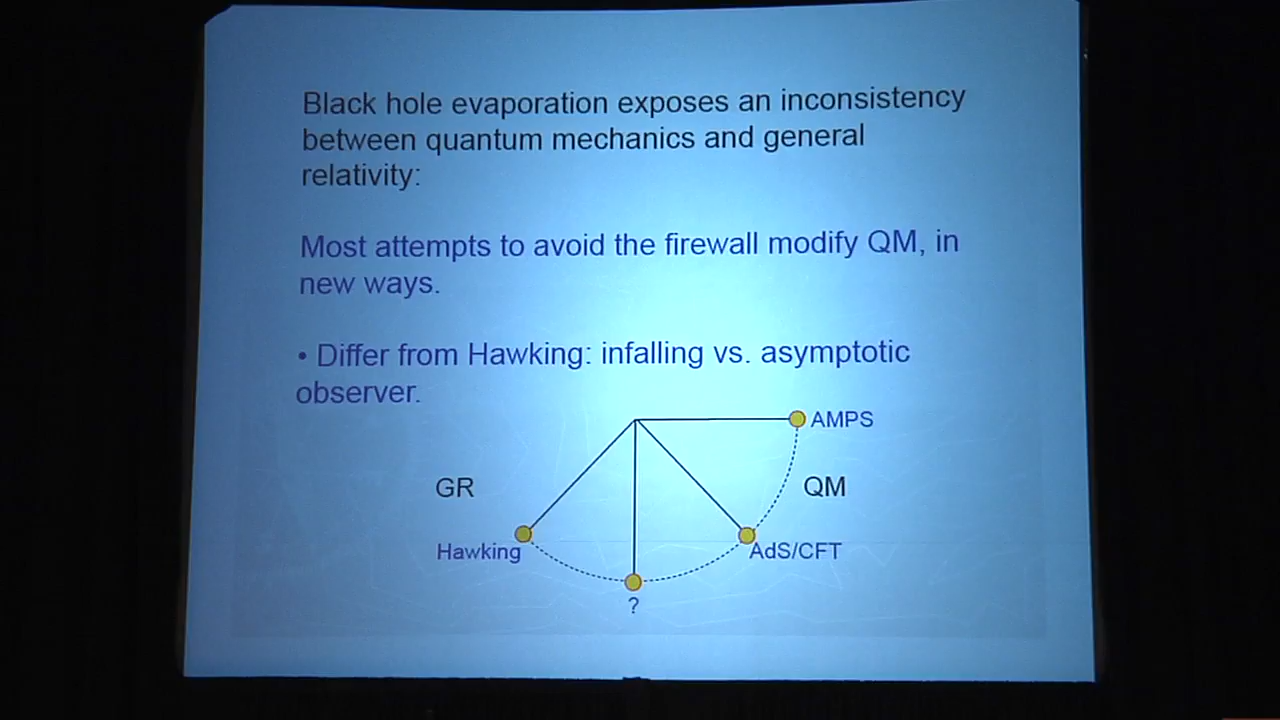 Black hole evaporation exposes an inconsistency
between quantum mechanics and general
relativity:
Most attempts to avoid the firewall modify QM, in
new ways.
• Differ from Hawking: infalling vs. asymptotic
observer.
AMPS
GR
QM
Hawking
AdS/CFT
?